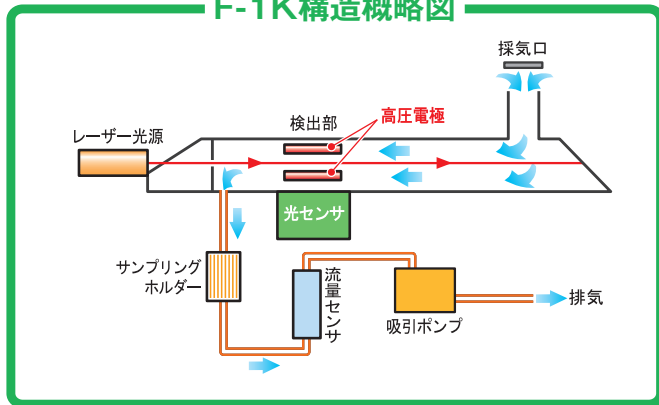 F-1K構造概略図
採気口
検出部
高圧電極
レーザー光源
光センサ
サンプリング
ホルダー
流量センサ
吸引ポンプ
排気